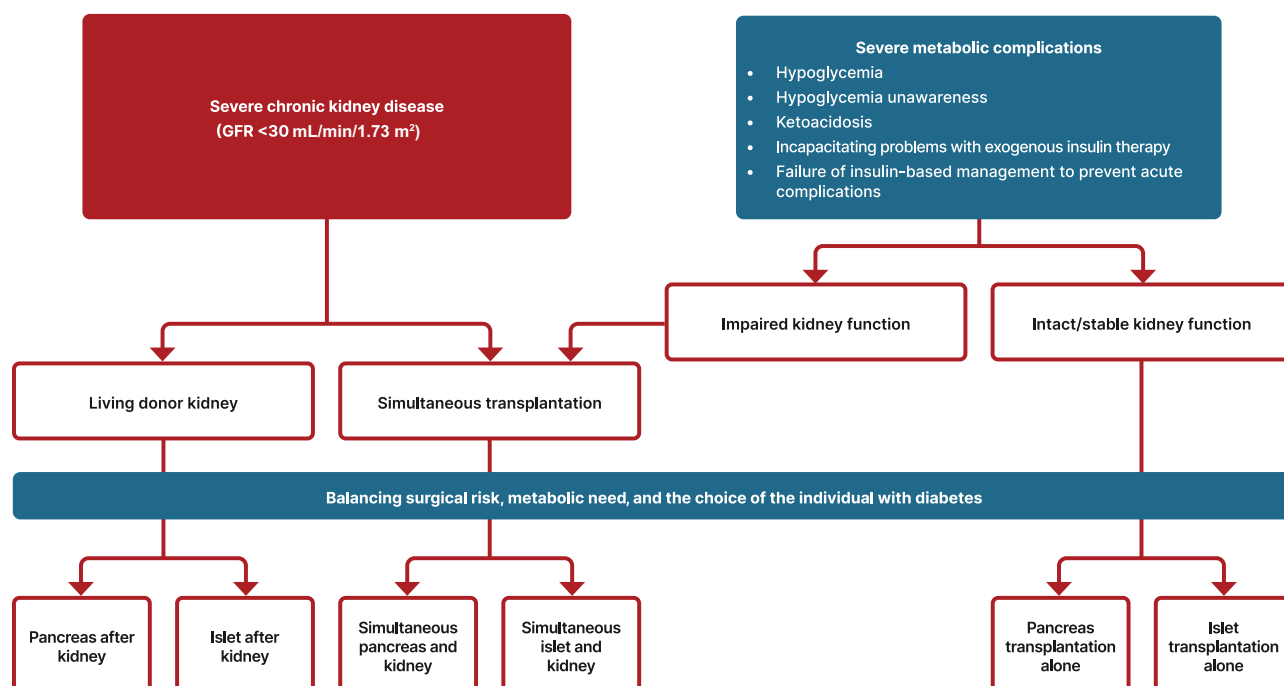 Severe chronic kidney disease
(GFR <30 mL/min/1.73 m²)
Severe metabolic complications
• Hypoglycemia
• Hypoglycemia unawareness
• Ketoacidosis
• Incapacitating problems with exogenous insulin therapy
• Failure of insulin-based management to prevent acute
complications
Impaired kidney function
Intact/stable kidney function
Living donor kidney
Simultaneous transplantation
Balancing surgical risk, metabolic need, and the choice of the individual with diabetes
Pancreas after
kidney
Islet after
kidney
Simultaneous
pancreas and
kidney
Simultaneous
islet and
kidney
Pancreas
transplantation
alone
Islet
transplantation
alone